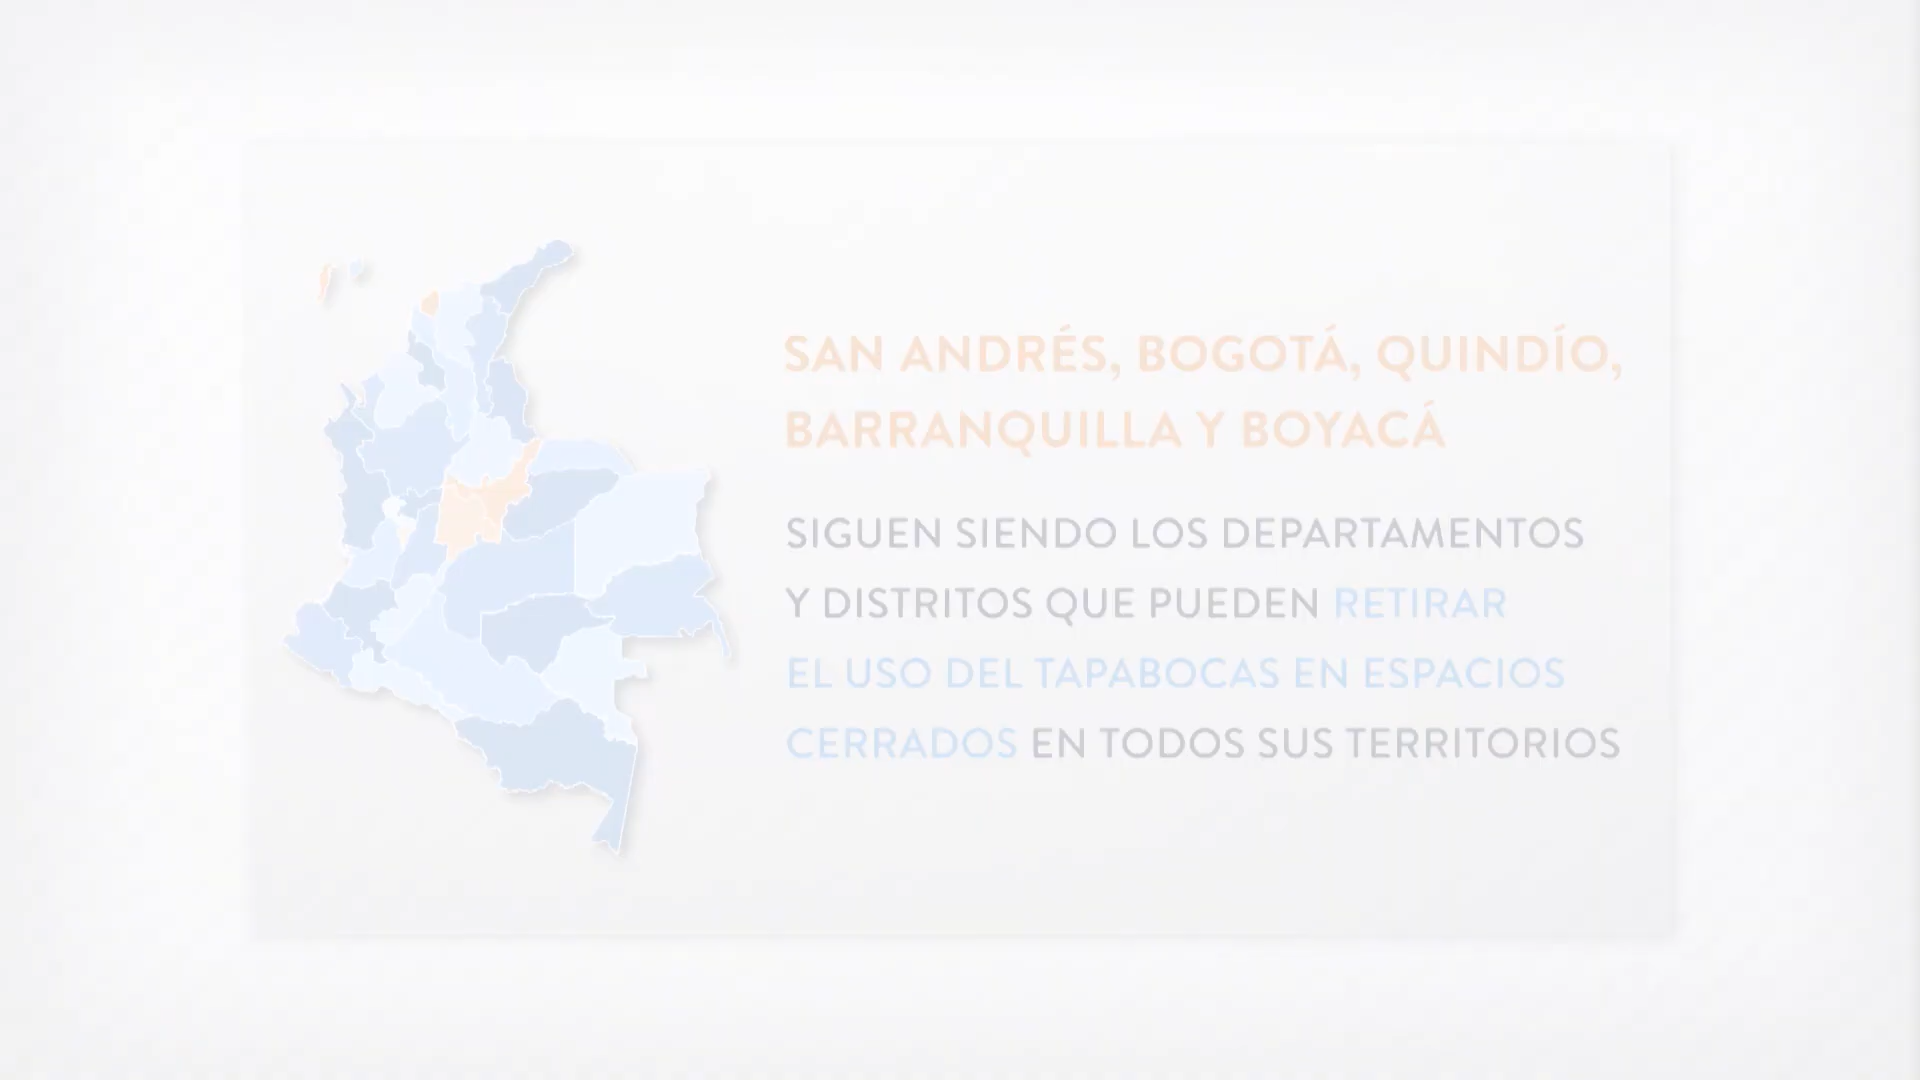 SAN ANDRÉS, BOGOTÁ, QUINDÍO,
BARRANQUILLA Y BOYACÁ
SIGUEN SIENDO LOS DEPARTAMENTOS
Y DISTRITOS QUE PUEDEN RETIRAR
EL USO DEL TAPABOCAS EN ESPACIOS
CERRADOS EN TODOS SUS TERRITORIOS